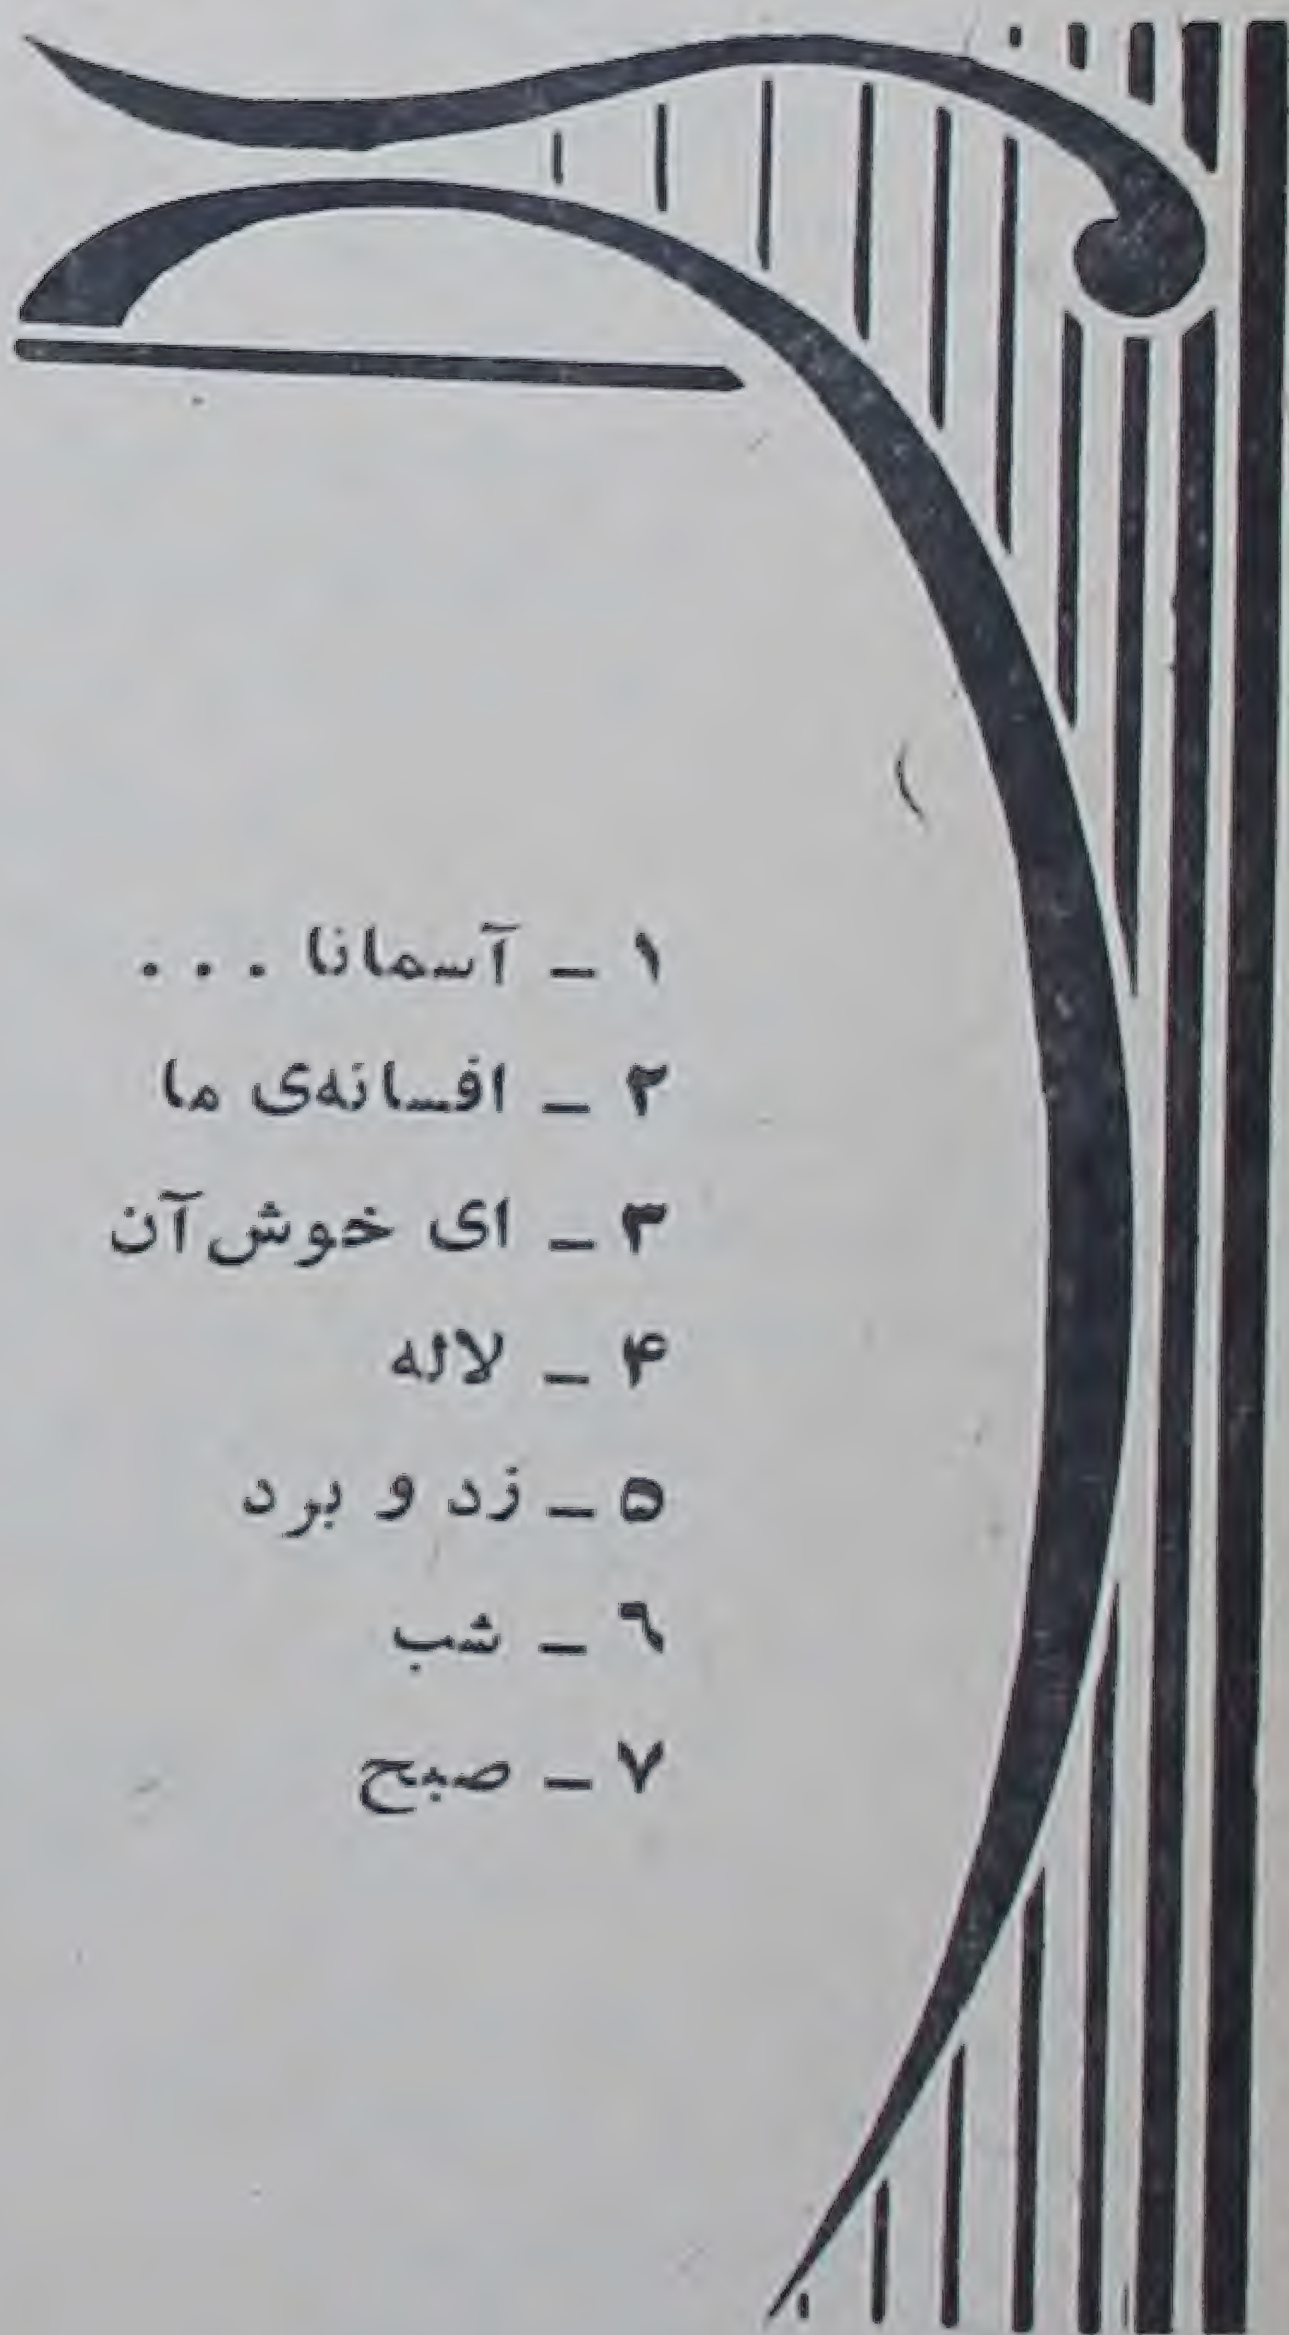 ۱ - آسمانا ...
۲ - افسانه‌ی ما
۳ - ای خوش آن
۴ - لاله
۵ - زد و برد
۶ - شب
۷ - صبح